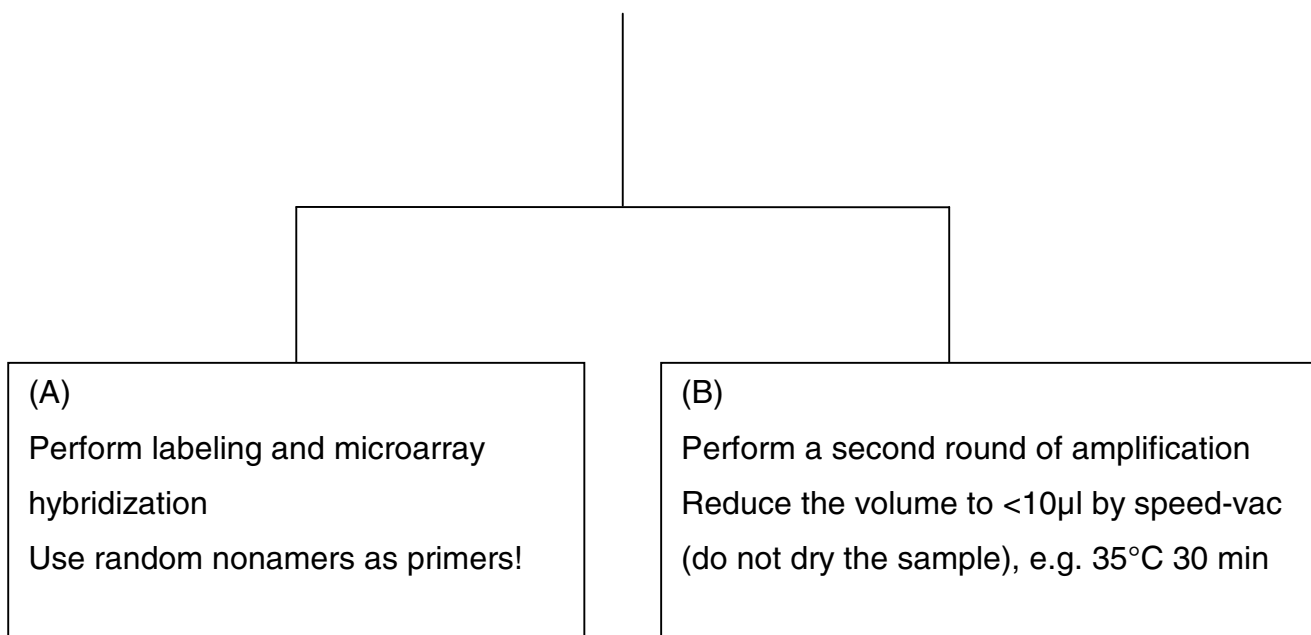 (A)
Perform labeling and microarray
hybridization
Use random nonamers as primers!
(B)
Perform a second round of amplification
Reduce the volume to <10µl by speed-vac
(do not dry the sample), e.g. 35°C 30 min